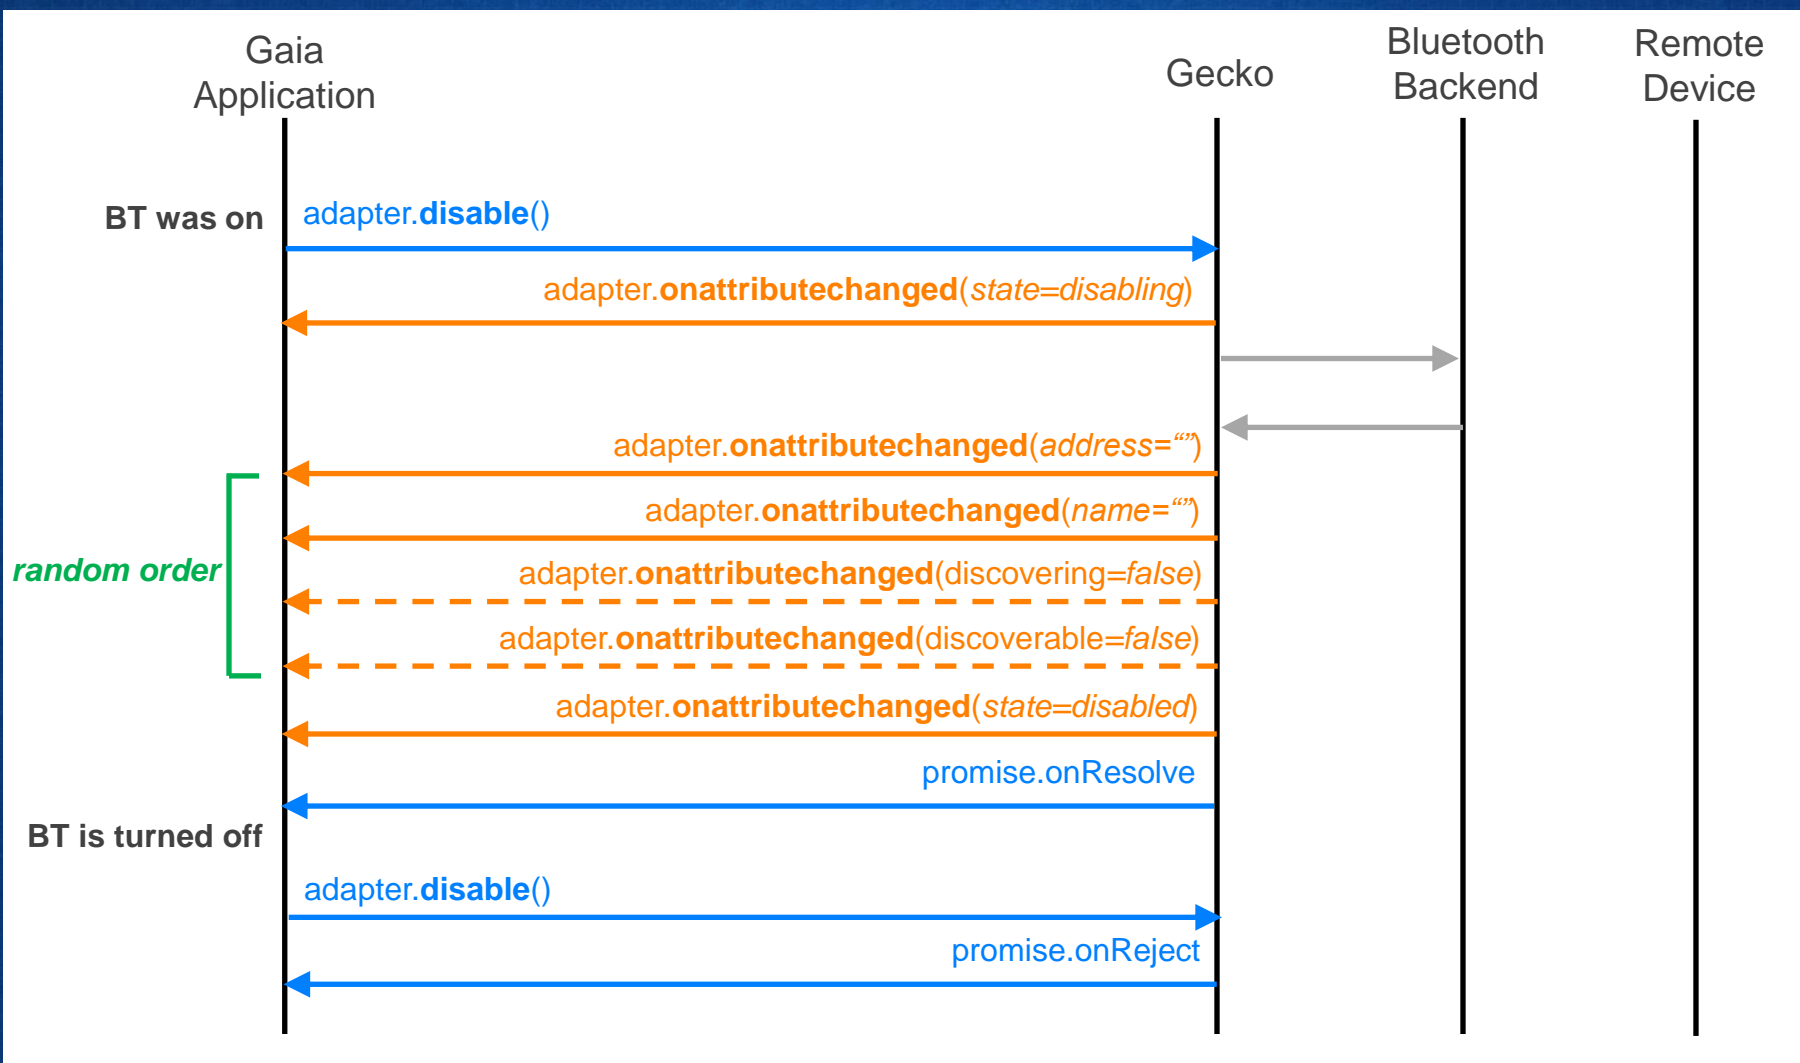 Gaia
Application
Gecko
Bluetooth
Backend
Remote
Device
BT was on
adapter.disable()
adapter.onattributechanged(state=disabling)
adapter.onattributechanged(address=“”)
adapter.onattributechanged(name=“”)
random order
adapter.onattributechanged(discovering=false)
adapter.onattributechanged(discoverable=false)
adapter.onattributechanged(state=disabled)
promise.onResolve
BT is turned off
adapter.disable()
promise.onReject